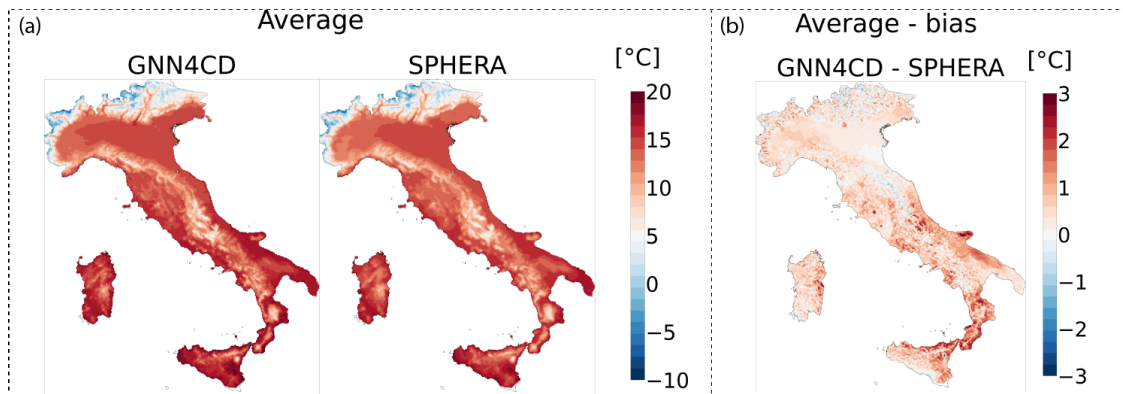 (a)
Average
GNN4CD
SPHERA
[°C]
20
15
10
5
0
−5
−10
(b)
Average - bias
GNN4CD - SPHERA
[°C]
3
2
1
0
−1
−2
−3